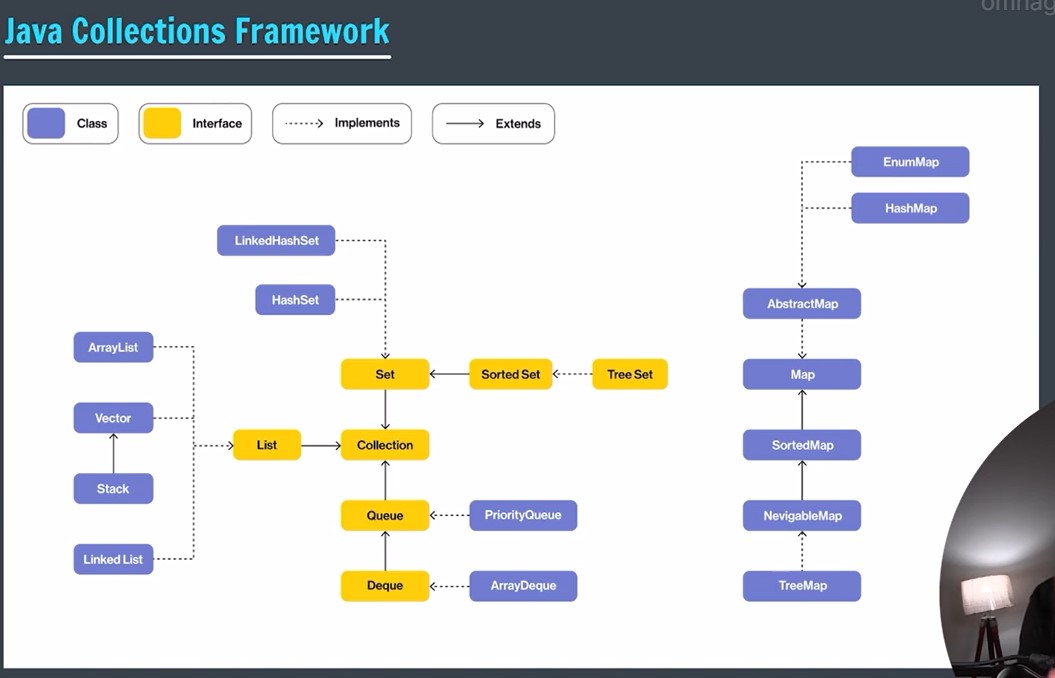 Java Collections Framework
Class
Interface
Implements
Extends
EnumMap
HashMap
LinkedHashSet
HashSet
AbstractMap
ArrayList
Set
Sorted Set
Tree Set
Map
Vector
List
Collection
SortedMap
Stack
Queue
PriorityQueue
NevigableMap
Linked List
Deque
ArrayDeque
TreeMap